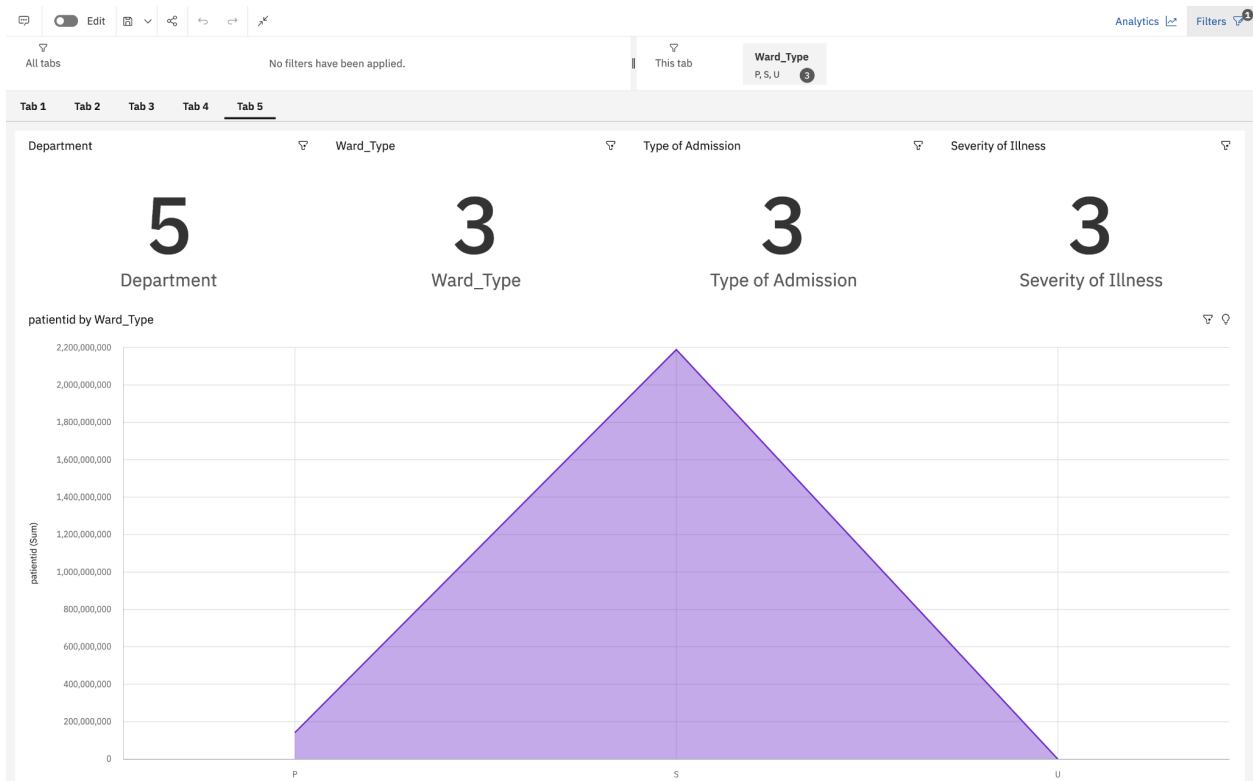 Edit
Analytics
Filters
1
All tabs
No filters have been applied.
This tab
Ward_Type
P, S, U
3
Tab 1
Tab 2
Tab 3
Tab 4
Tab 5
Department
Ward_Type
Type of Admission
Severity of Illness
5
3
3
3
Department
Ward_Type
Type of Admission
Severity of Illness
patientid by Ward_Type
2,200,000,000
2,000,000,000
1,800,000,000
1,600,000,000
1,400,000,000
1,200,000,000
1,000,000,000
800,000,000
600,000,000
400,000,000
200,000,000
0
patientid (Sum)
P
S
U